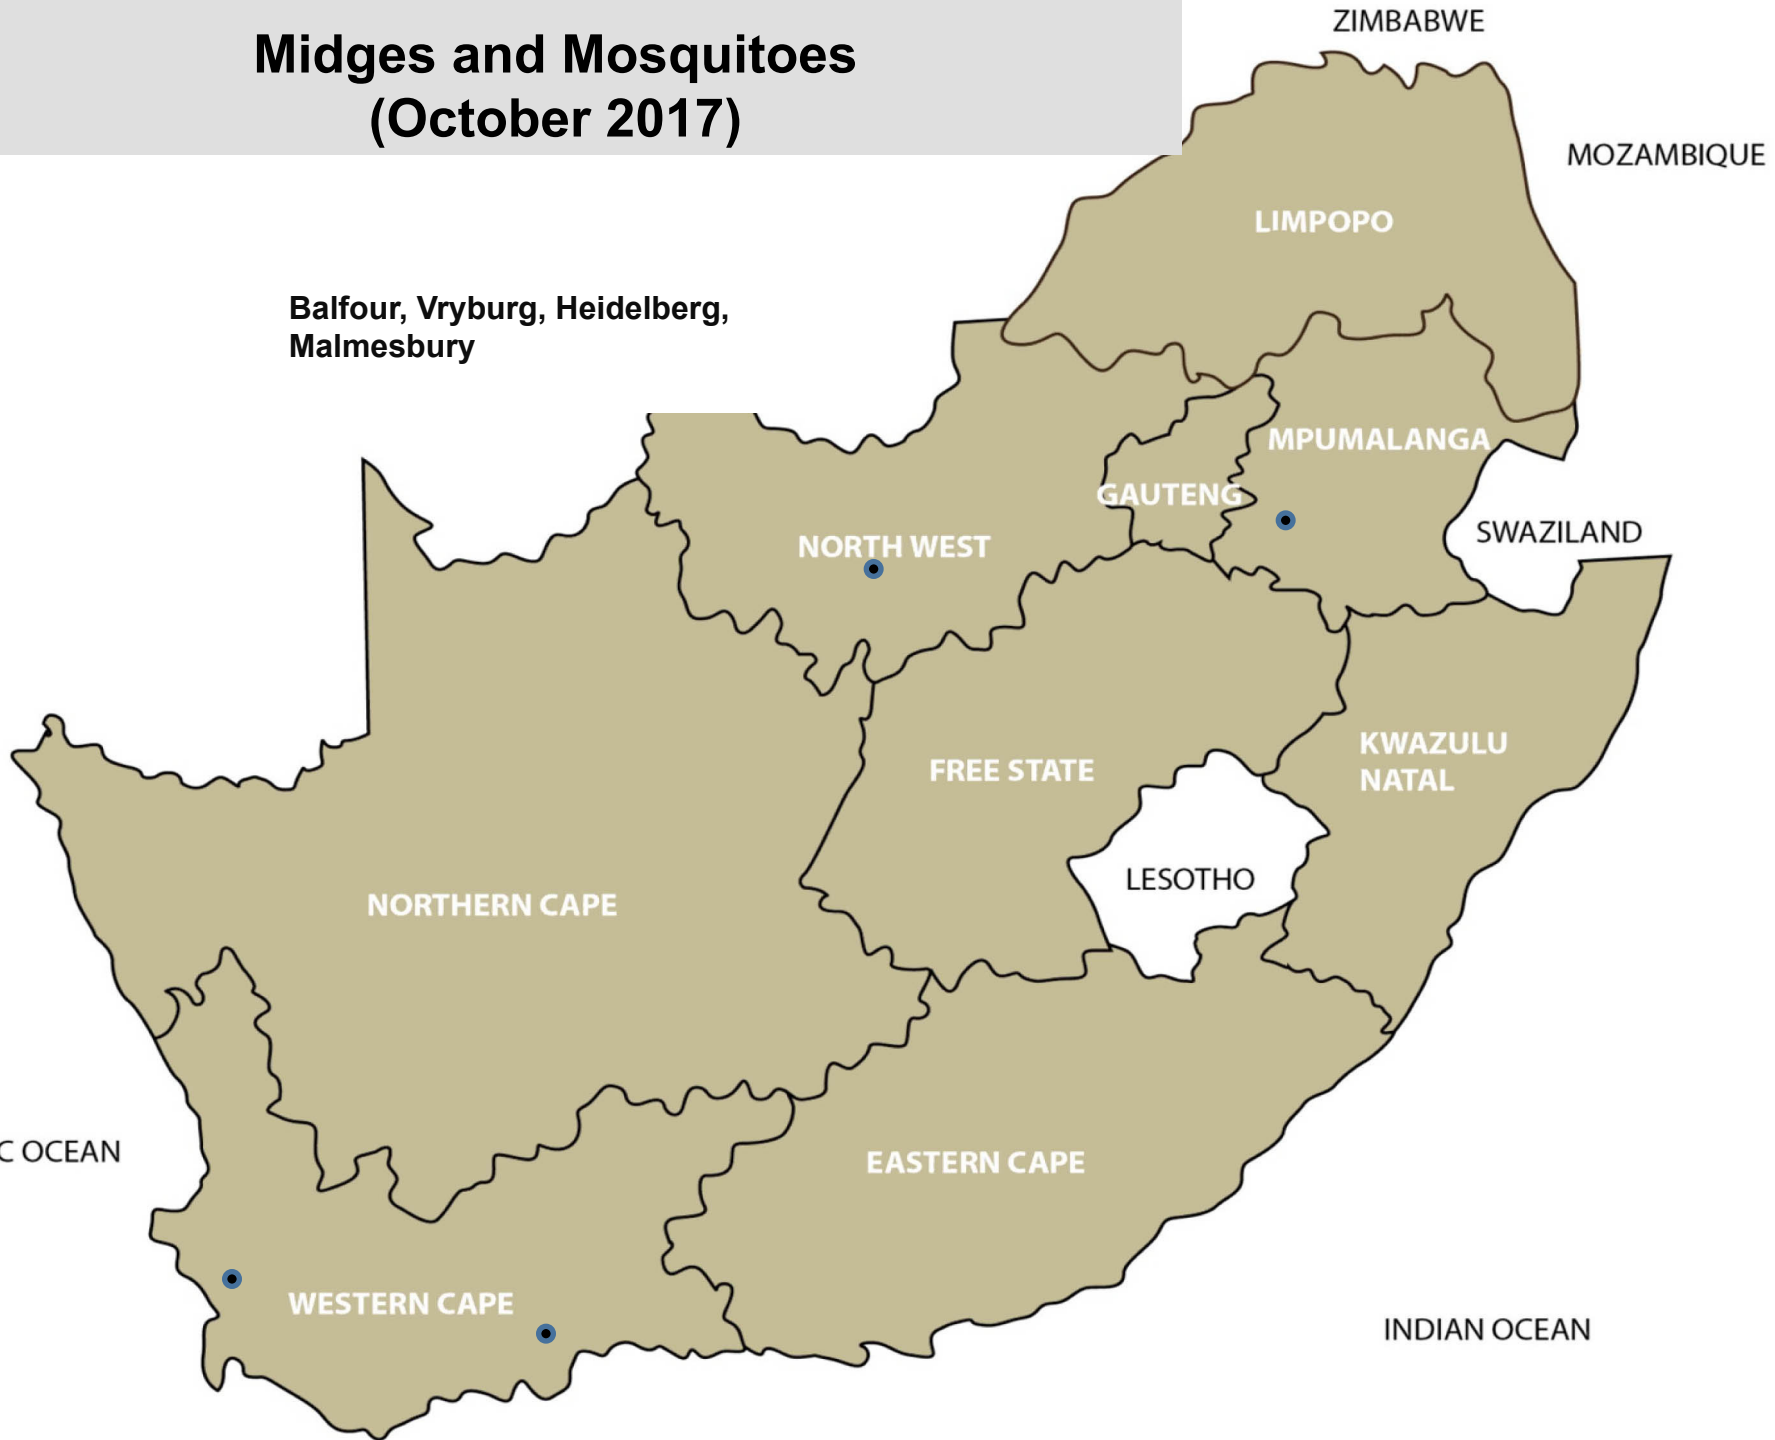 Midges and Mosquitoes
(October 2017)
ZIMBABWE
MOZAMBIQUE
LIMPOPO
Balfour, Vryburg, Heidelberg,
Malmesbury
MPUMALANGA
GAUTENG
SWAZILAND
NORTH WEST
KWAZULU
NATAL
FREE STATE
LESOTHO
NORTHERN CAPE
C OCEAN
EASTERN CAPE
WESTERN CAPE
INDIAN OCEAN